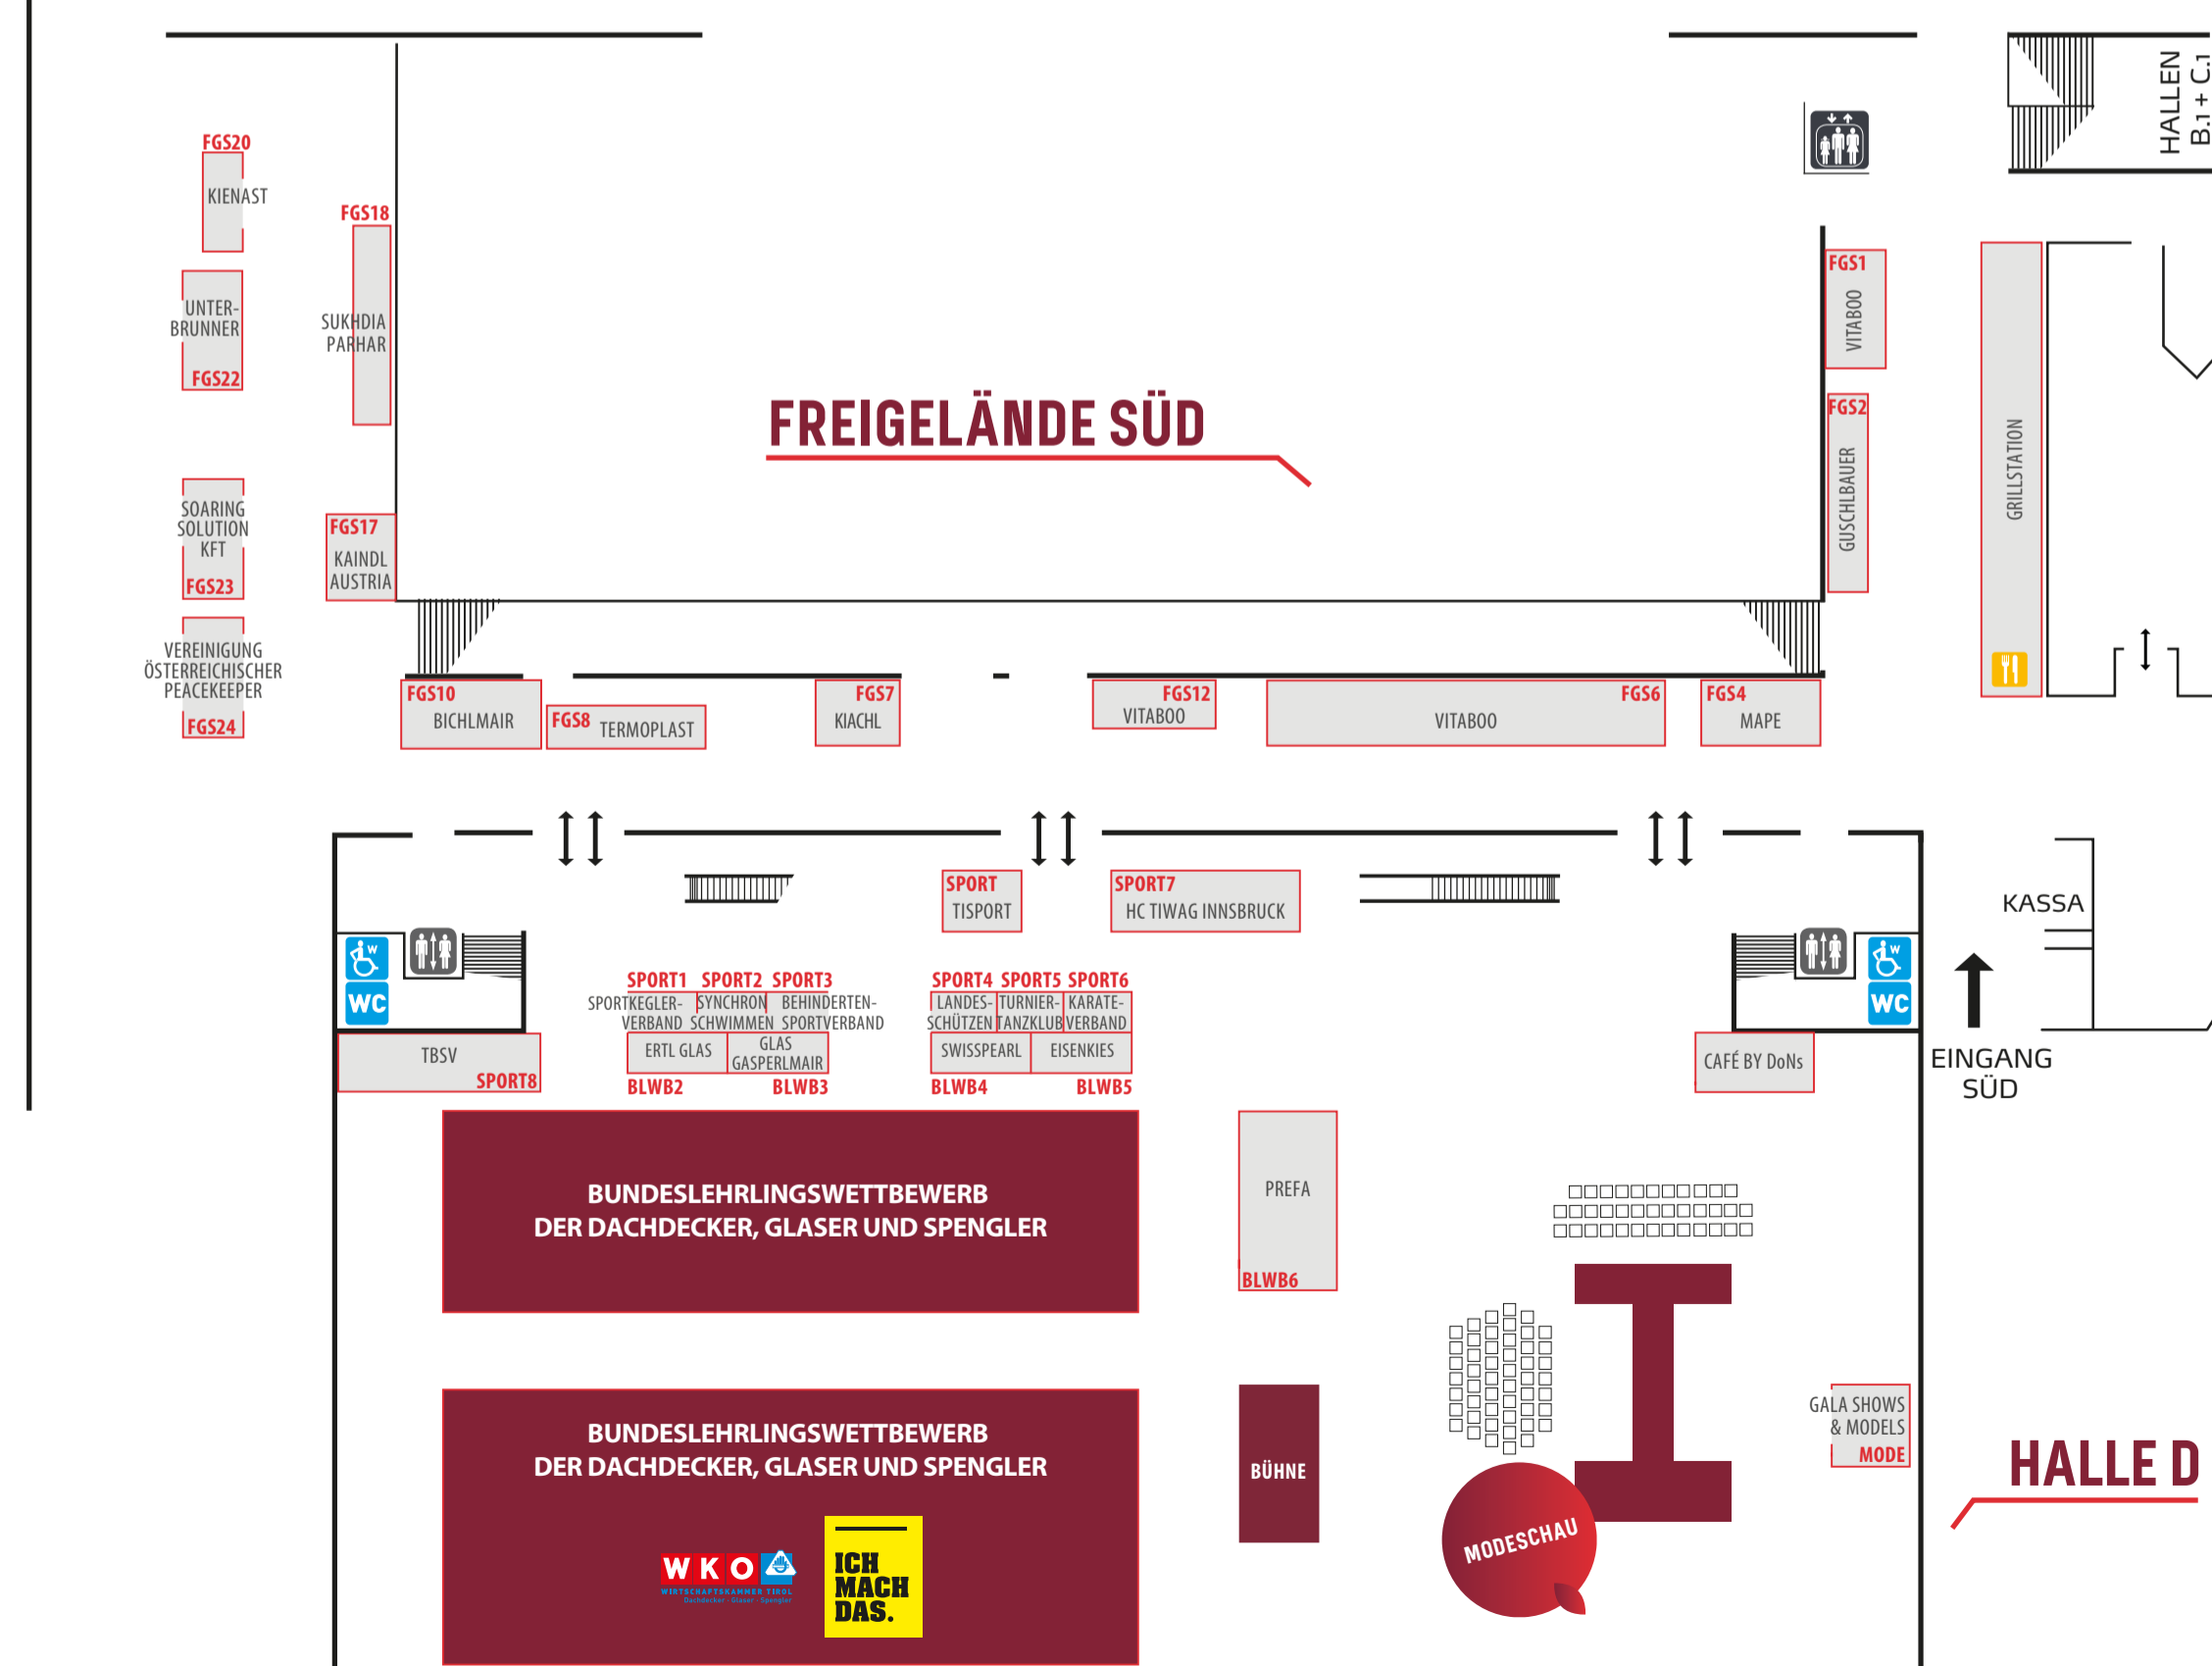 HALLEN
B.1 + C.1
FGS20
KIENAST
FGS18
SUKHDIA
PARHAR
UNTER-
BRUNNER
FGS22
FGS1
VITABOO
FGS2
GUSCHLBAUER
GRILLSTATION
FREIGELÄNDE SÜD
SOARING
SOLUTION
KFT
FGS23
FGS17
KAINDL
AUSTRIA
VEREINIGUNG
ÖSTERREICHISCHER
PEACEKEEPER
FGS24
FGS10
BICHLMAIR
FGS8 TERMOPLAST
FGS7
KIACHL
FGS12
VITABOO
FGS6
VITABOO
FGS4
MAPE
SPORT
TISPORT
SPORT7
HC TIWAG INNSBRUCK
KASSA
W
WC
W
WC
EINGANG
SÜD
SPORT1 SPORT2 SPORT3
SPORTKEGLER-
VERBAND
SYNCHRON
SCHWIMMEN
BEHINDERTEN-
SPORTVERBAND
ERTL GLAS
GLAS
GASPERLMAIR
BLWB2 BLWB3
SPORT4 SPORT5 SPORT6
LANDES-
SCHÜTZEN
TURNIER-
TANZKLUB
KARATE-
VERBAND
SWISSPEARL EISENKIES
BLWB4 BLWB5
TBSV
SPORT8
CAFÉ BY DoNs
BUNDESLEHRLINGSWETTBEWERB
DER DACHDECKER, GLASER UND SPENGLER
PREFA
BLWB6
BUNDESLEHRLINGSWETTBEWERB
DER DACHDECKER, GLASER UND SPENGLER
WKO
WIRTSCHAFTSKAMMER TIROL
Dachdecker · Glaser · Spengler
ICH
MACH
DAS.
BÜHNE
MODESCHAU
GALA SHOWS
& MODELS
MODE
HALLE D